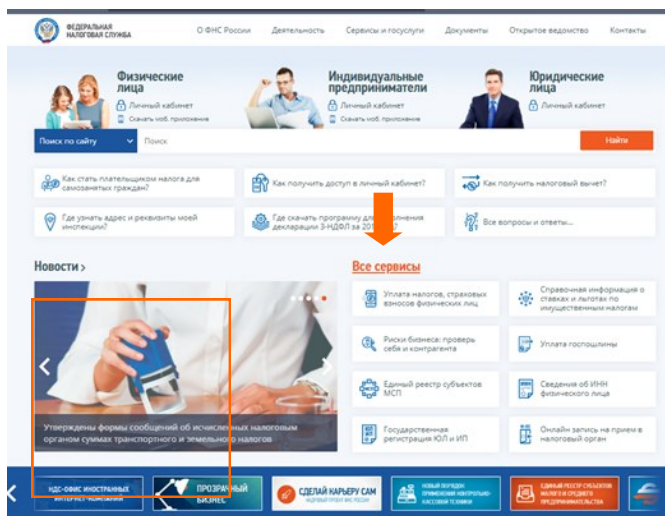 ФЕДЕРАЛЬНАЯ
НАЛОГОВАЯ СЛУЖБА
О ФНС России
Деятельность
Сервисы и госуслуги
Документы
Открытое ведомство
Контакты
Физические
лица
Личный кабинет
Скачать моб. приложение
Индивидуальные
предприниматели
Личный кабинет
Скачать моб. приложение
Юридические
лица
Личный кабинет
Поиск по сайту
Поиск
Найти
Как стать плательщиком налога для
самозанятых граждан?
Как получить доступ в личный кабинет?
Как получить налоговый вычет?
Где узнать адрес и реквизиты моей
инспекции?
Где скачать программу для
декларации 3-НДФЛ за
Все вопросы и ответы...
Новости >
Все сервисы
Утверждены формы сообщений об исчисленных налоговым
органом суммах транспортного и земельного налогов
Уплата налогов, страховых
взносов физических лиц
Справочная информация о
ставках и льготах по
имущественным налогам
Риски бизнеса: проверь
себя и контрагента
Уплата госпошлины
Единый реестр субъектов
МСП
Сведения об ИНН
физического лица
Государственная
регистрация ЮЛ и ИП
Онлайн запись на прием в
налоговый орган
НДС-ОФИС ИНОСТРАННЫХ
ИНТЕРНЕТ-КОМПАНИЙ
ПРОЗРАЧНЫЙ
БИЗНЕС
СДЕЛАЙ КАРЬЕРУ САМ
НОВЫЙ ПОРЯДОК
ПРИМЕНЕНИЯ КОНТРОЛЬНО-
КАССОВОЙ ТЕХНИКИ
ЕДИНЫЙ РЕЕСТР СУБЪЕКТОВ
МАЛОГО И СРЕДНЕГО
ПРЕДПРИНИМАТЕЛЬСТВА